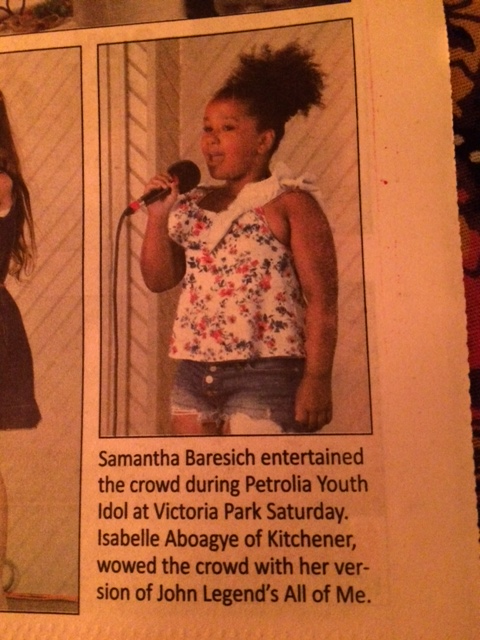 Samantha Baresich entertained
the crowd during Petrolia Youth
Idol at Victoria Park Saturday.
Isabelle Aboagye of Kitchener,
wowed the crowd with her ver-
sion of John Legend's All of Me.